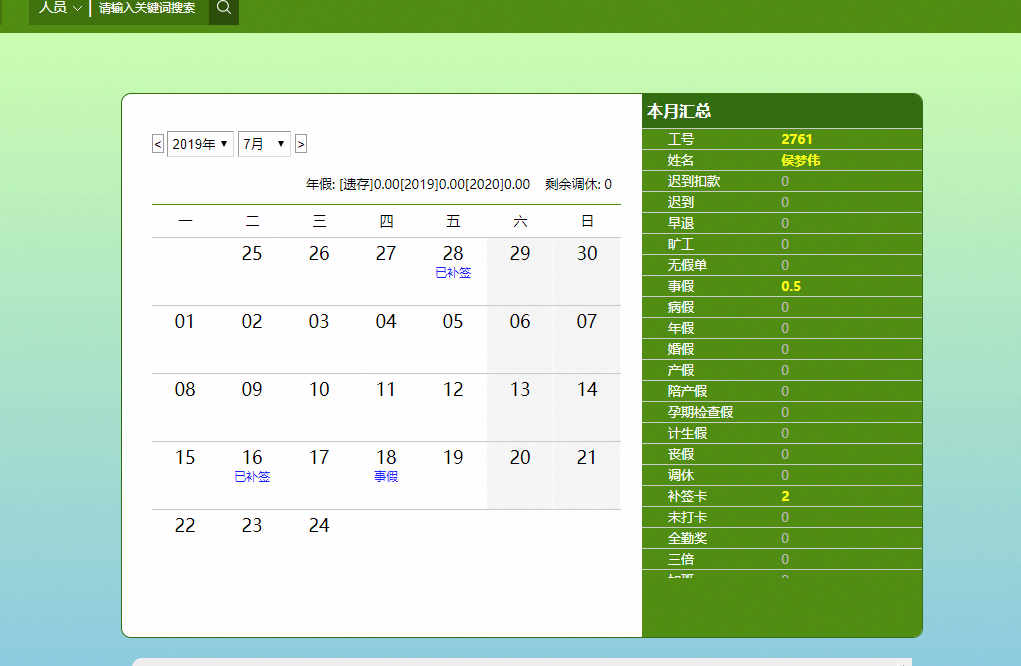 人员 请输入关键词搜索
< 2019年 7月 >
年假: [遗存]0.00[2019]0.00[2020]0.00 剩余调休: 0
一 二 三 四 五 六 日
25 26 27 28 29 30
已补签
01 02 03 04 05 06 07
08 09 10 11 12 13 14
15 16 17 18 19 20 21
已补签 事假
22 23 24
本月汇总
工号 2761
姓名 侯梦伟
迟到扣款 0
迟到 0
早退 0
旷工 0
无假单 0
事假 0.5
病假 0
年假 0
婚假 0
产假 0
陪产假 0
孕期检查假 0
计生假 0
丧假 0
调休 0
补签卡 2
未打卡 0
全勤奖 0
三倍 0